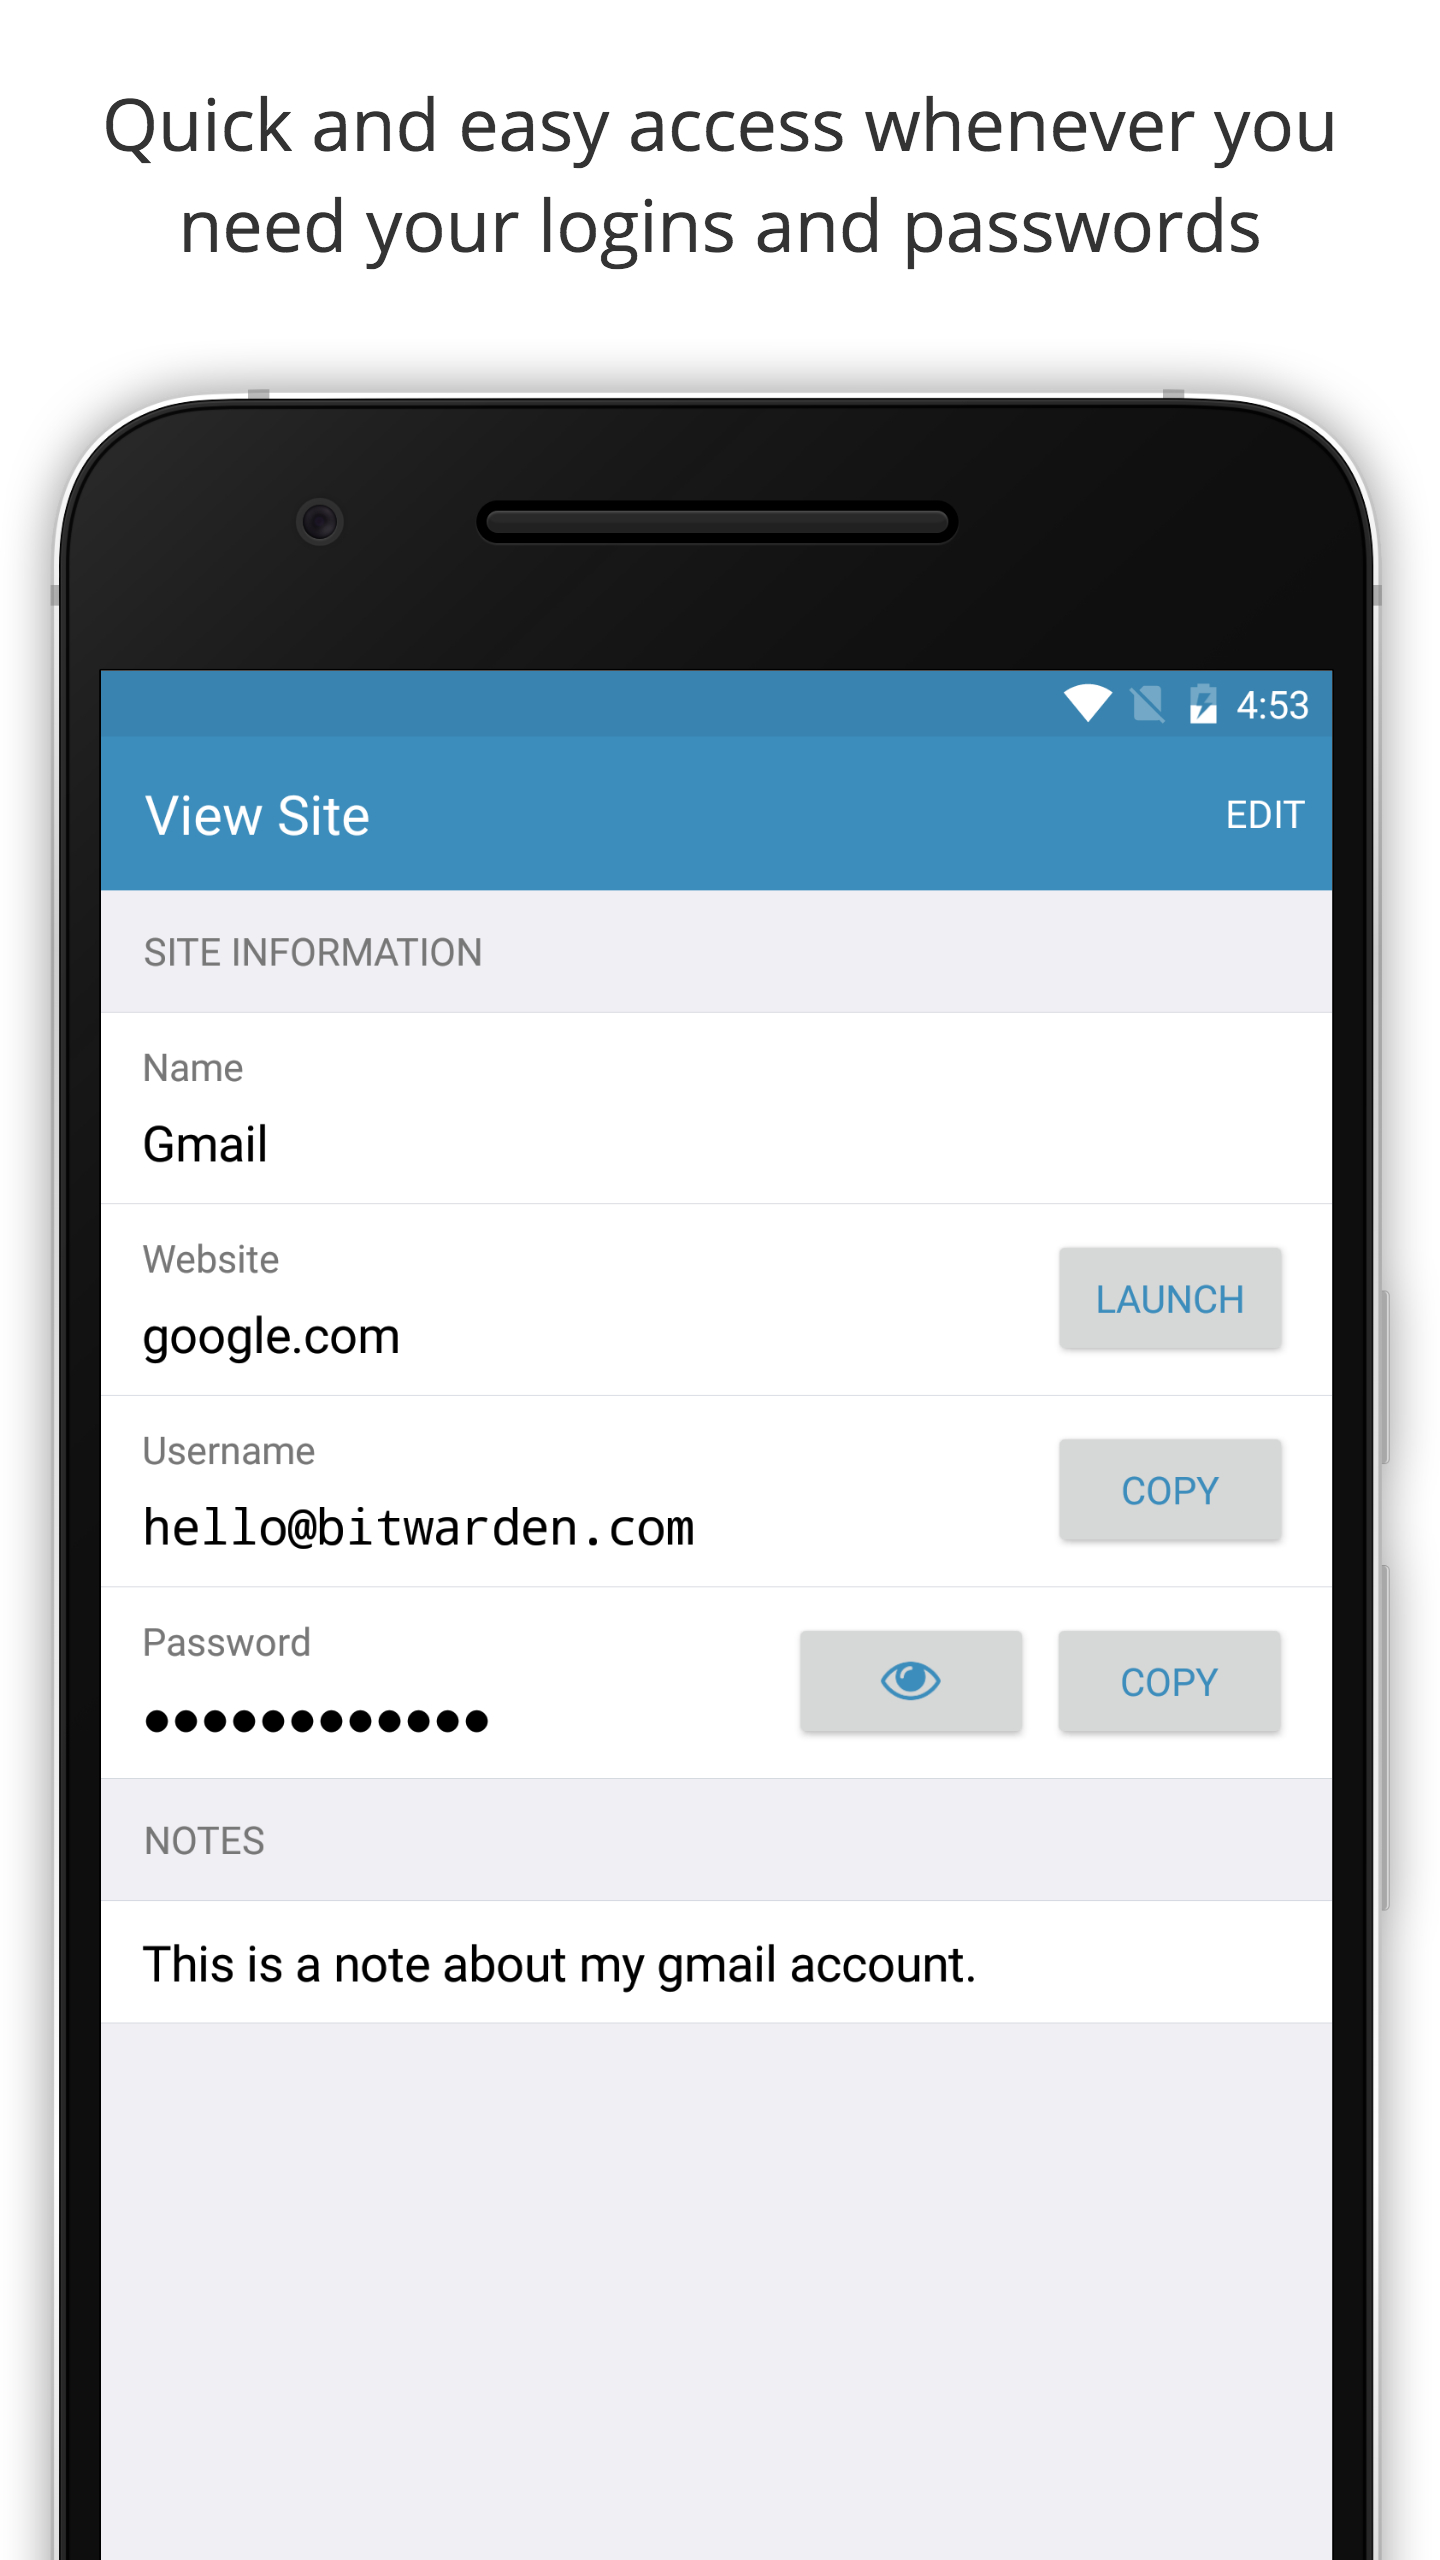 Quick and easy access whenever you
need your logins and passwords
4:53
View Site
EDIT
SITE INFORMATION
Name
Gmail
Website
google.com
LAUNCH
Username
hello@bitwarden.com
COPY
Password
●●●●●●●●●●●●
COPY
NOTES
This is a note about my gmail account.